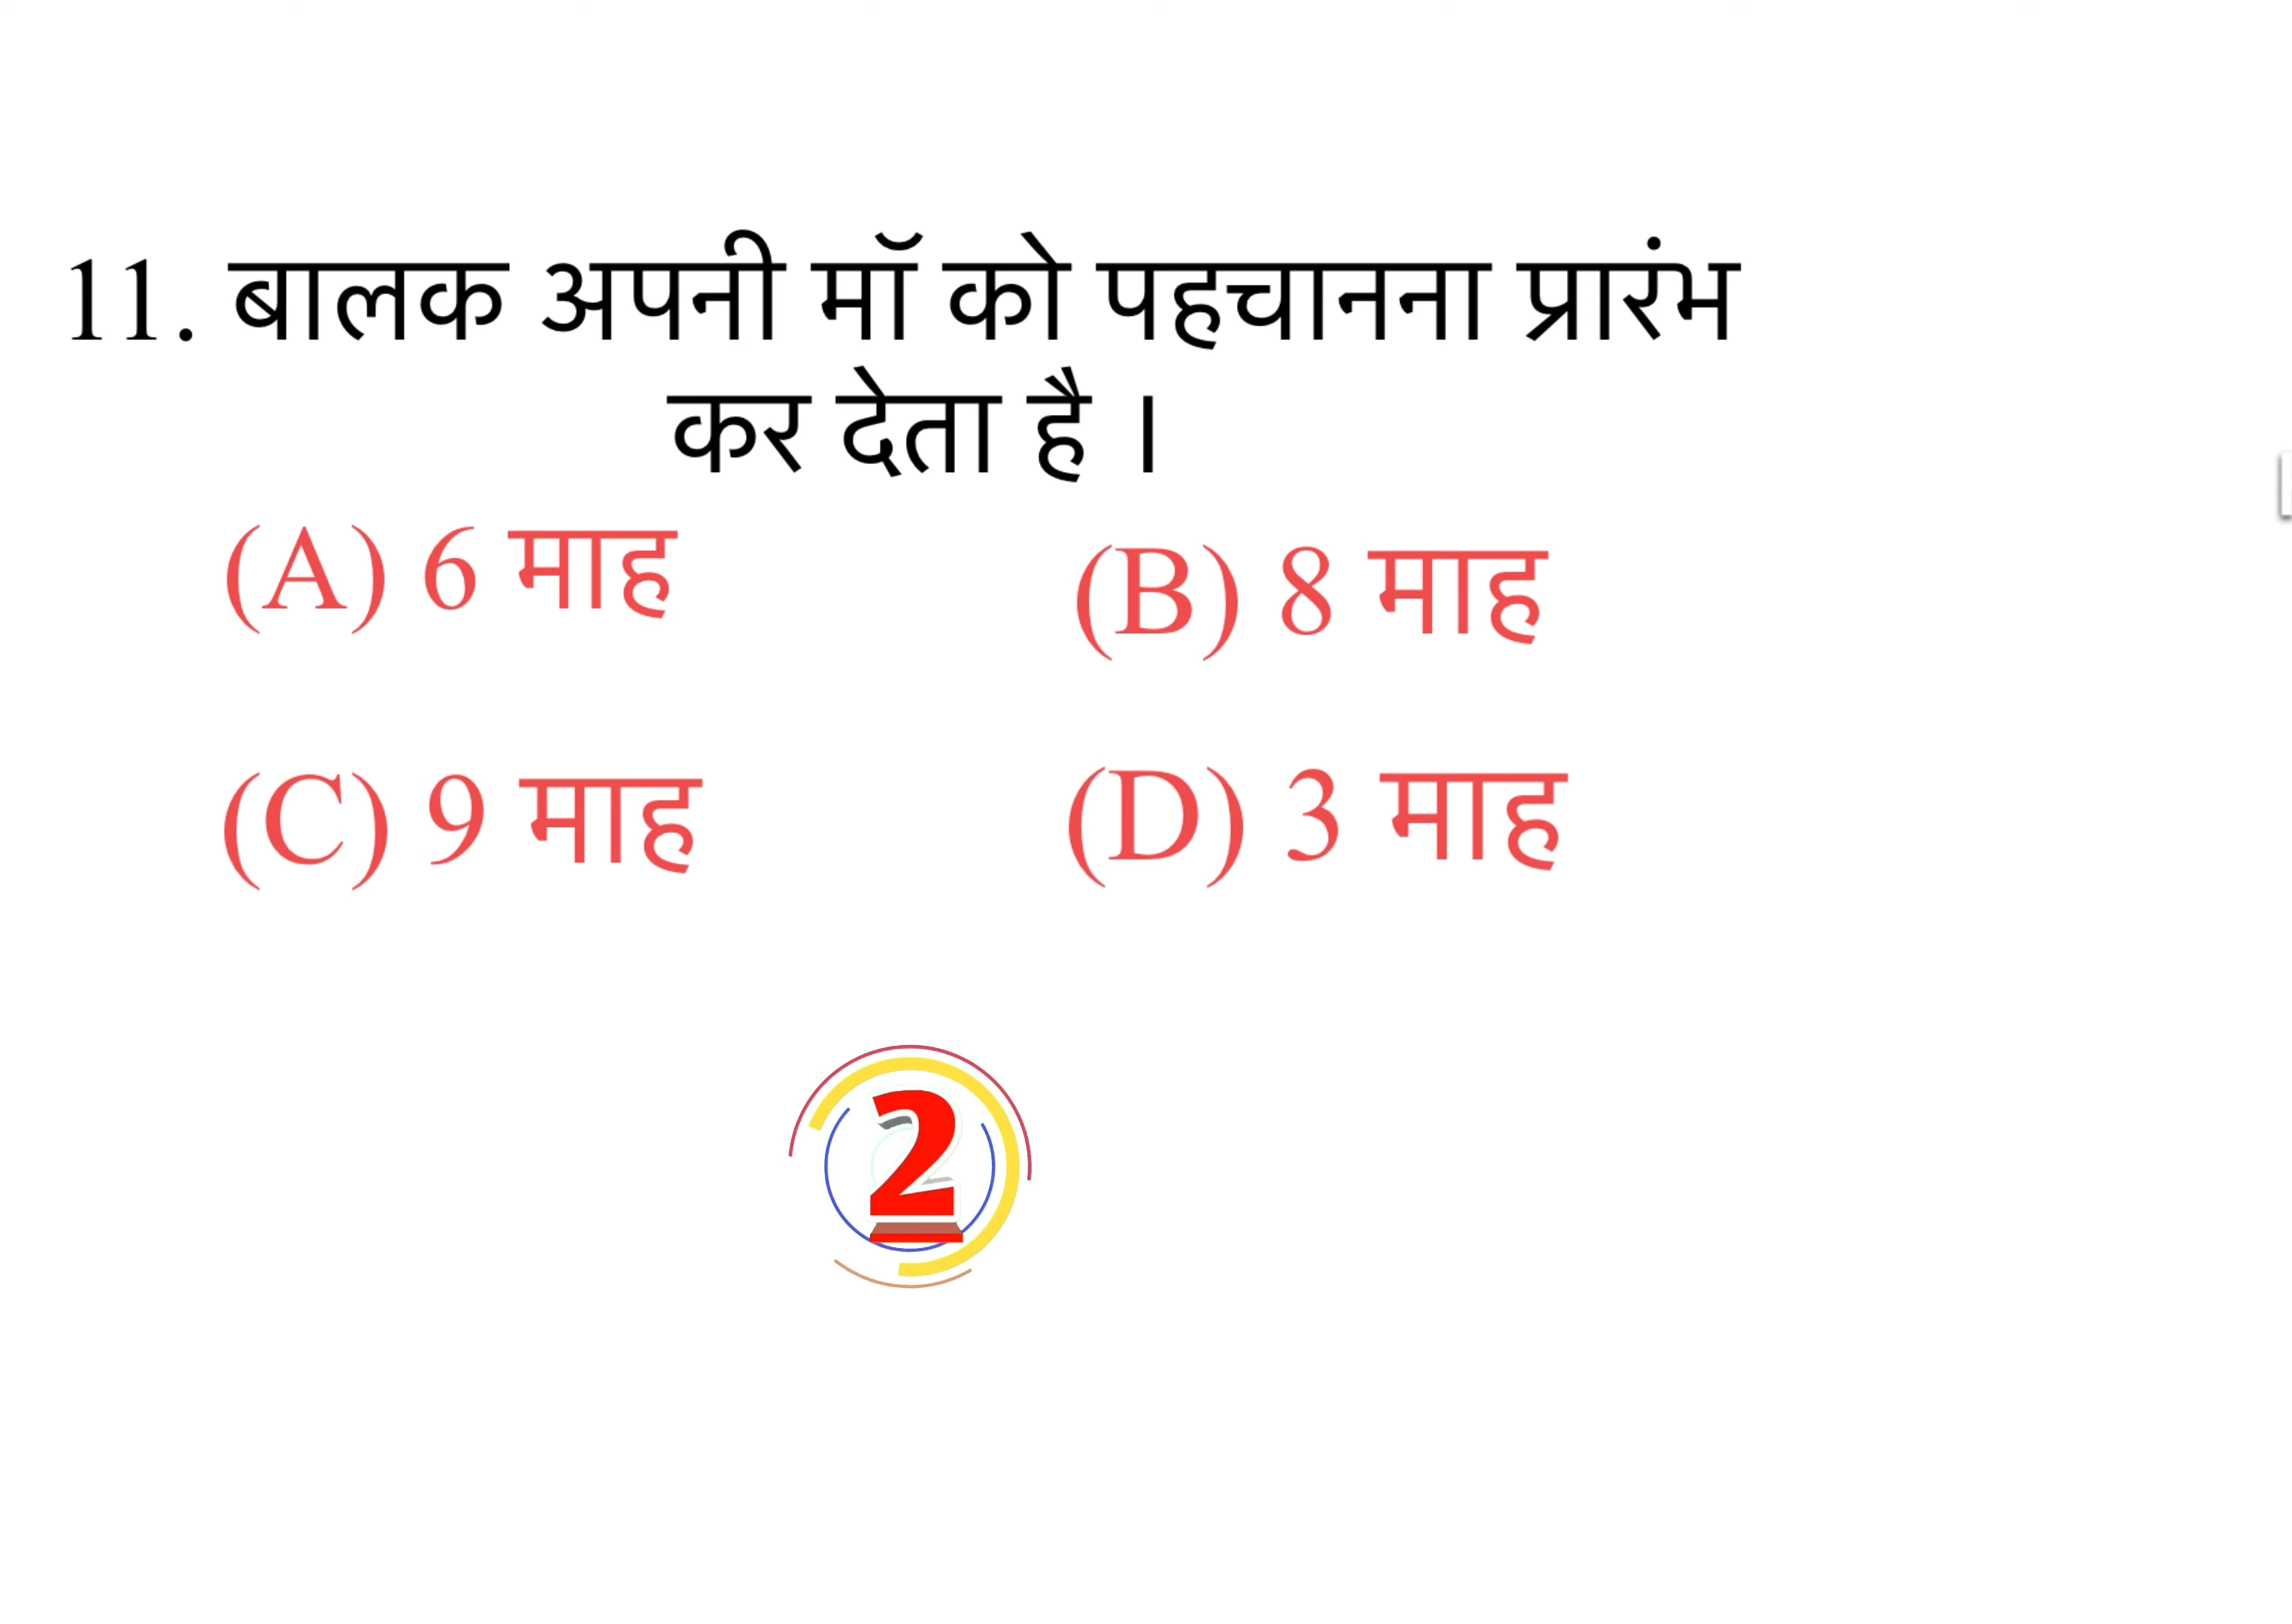 11. बालक अपनी मॉ को पहचानना प्रारंभ
कर देता है ।
(A) 6 माह (B) 8 माह
(C) 9 माह (D) 3 माह
2